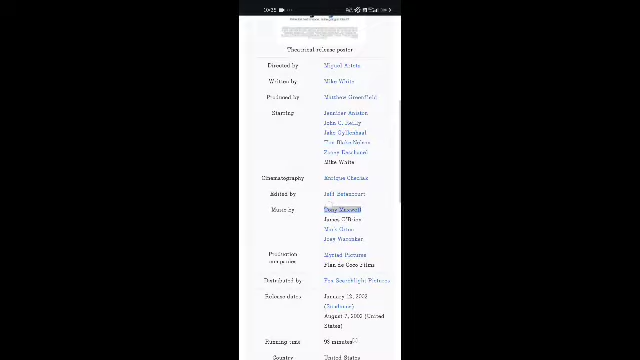 10:35
Theatrical release poster
Directed by Miguel Arteta
Written by Mike White
Produced by Matthew Greenfield
Starring Jennifer Aniston
John C. Reilly
Jake Gyllenhaal
Tim Blake Nelson
Zooey Deschanel
Mike White
Cinematography Enrique Chediak
Edited by Jeff Betancourt
Music by Tony Maxwell
James O'Brien
Mark Orton
Joey Waronker
Production companies Myriad Pictures
Flan de Coco Films
Distributed by Fox Searchlight Pictures
Release dates January 12, 2002
(Sundance)
August 7, 2002 (United
States)
Running time 93 minutes
Country United States